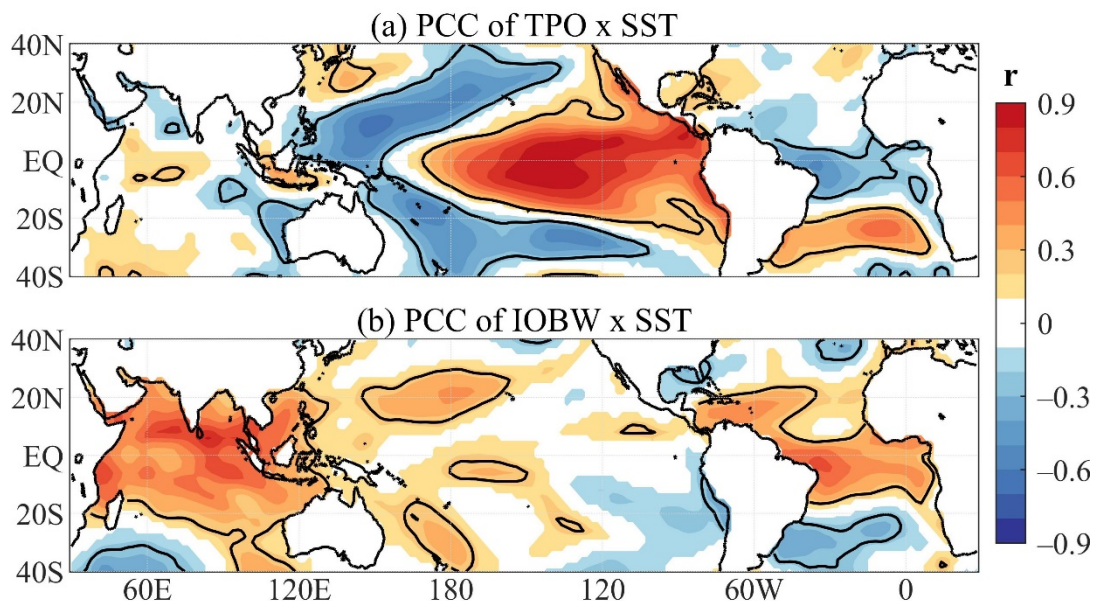 (a) PCC of TPO x SST
40N
20N
EQ
20S
40S
r
0.9
0.6
0.3
0
–0.3
–0.6
–0.9
(b) PCC of IOBW x SST
40N
20N
EQ
20S
40S
60E 120E 180 120 60W 0